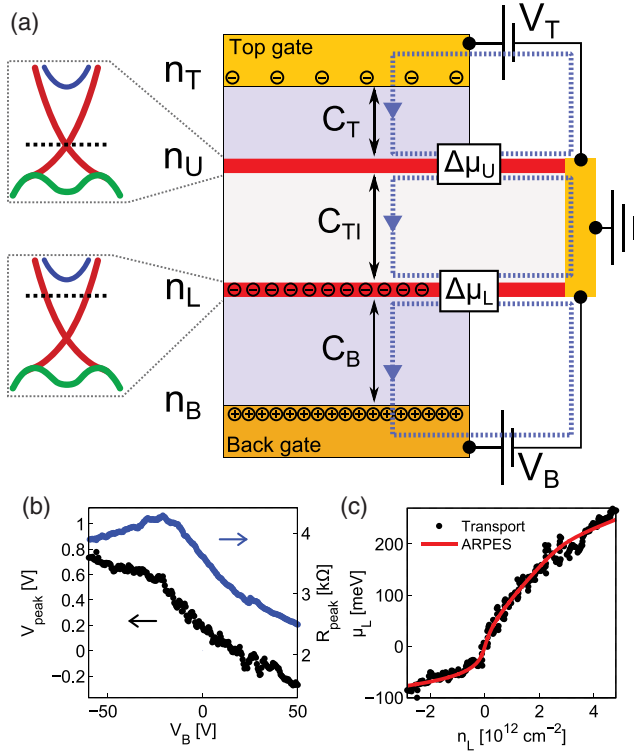 (a)
Top gate
V_T
n_T
C_T
n_U
Δμ_U
C_TI
n_L
Δμ_L
C_B
n_B
Back gate
V_B
(b)
1
0.8
0.6
0.4
0.2
0
−0.2
V_peak [V]
4
3
2
R_peak [kΩ]
−50
0
50
V_B [V]
(c)
Transport
ARPES
200
100
0
−100
μ_L [meV]
−2
0
2
4
n_L [10^12 cm^-2]